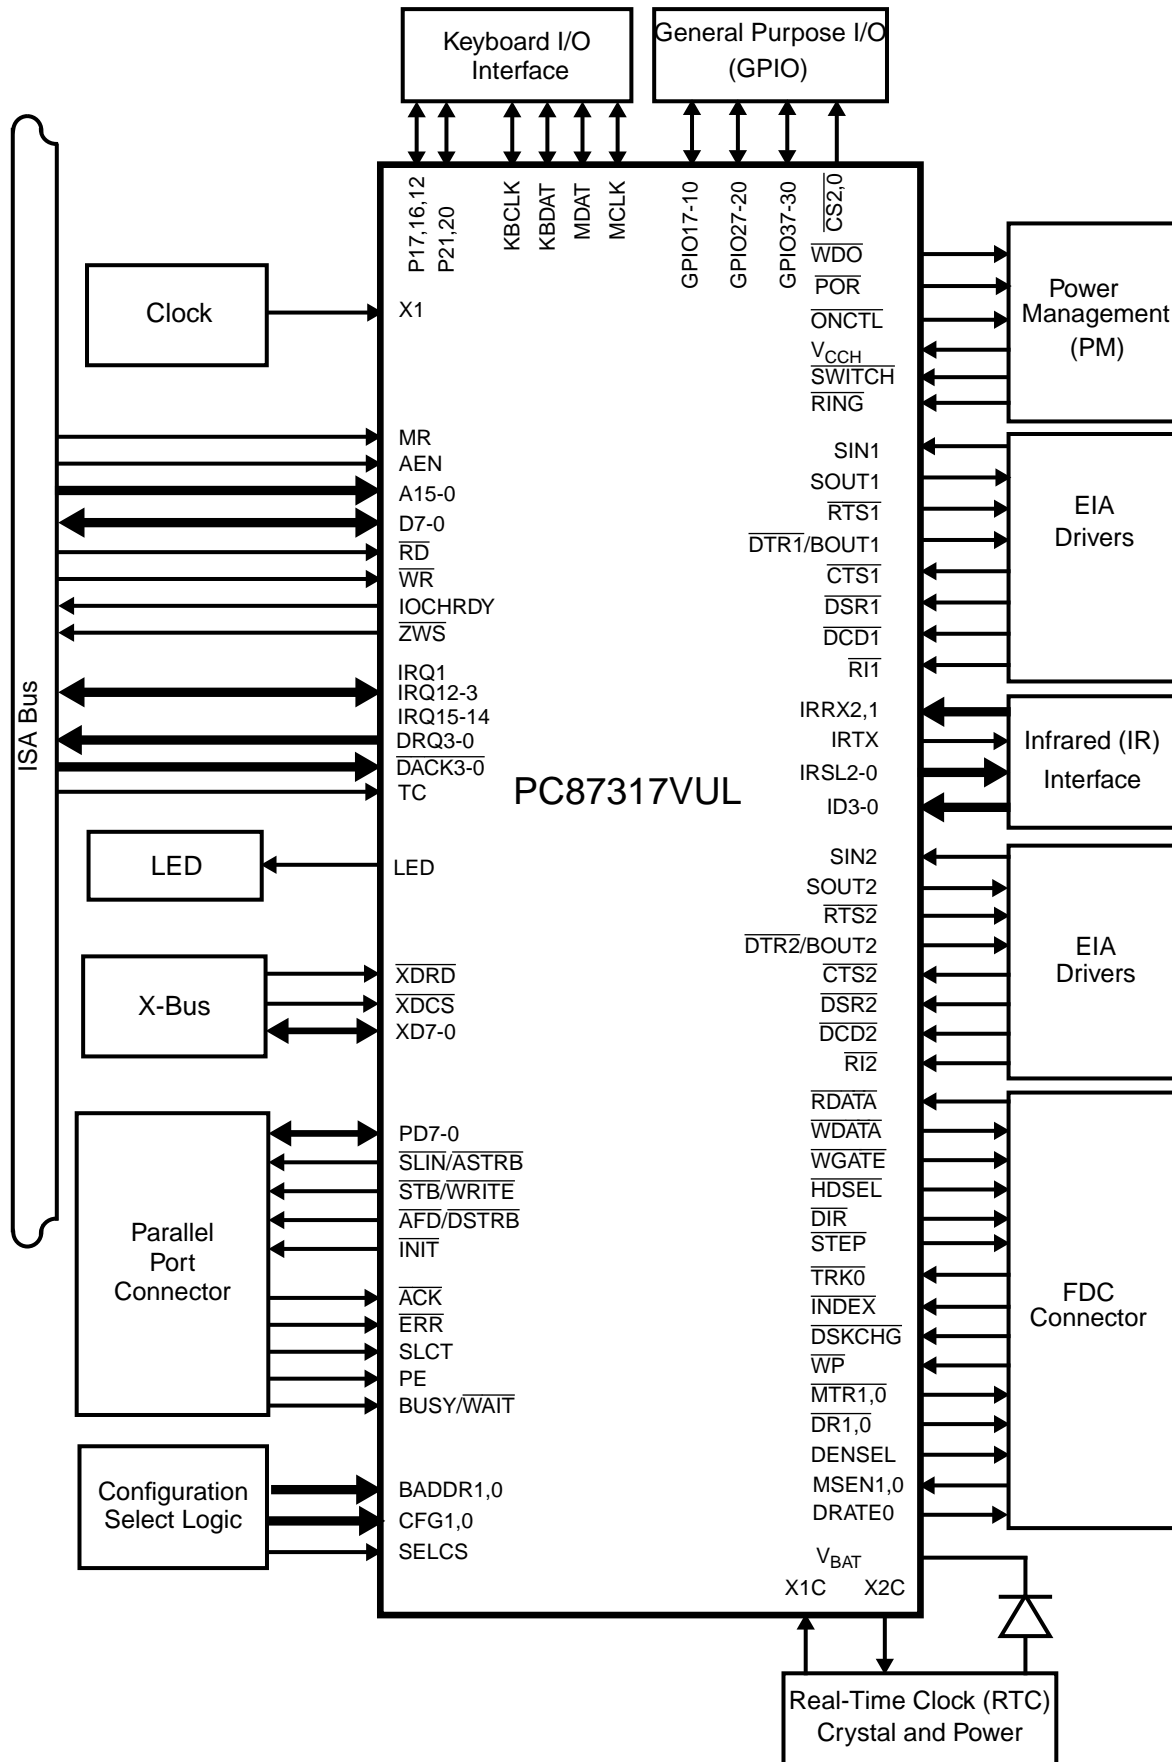 Keyboard I/O
Interface
General Purpose I/O
(GPIO)
P17,16,12
P21,20
KBCLK
KBDAT
MDAT
MCLK
GPIO17-10
GPIO27-20
GPIO37-30
CS2,0
ISA Bus
Clock
X1
MR
AEN
A15-0
D7-0
RD
WR
IOCHRDY
ZWS
IRQ1
IRQ12-3
IRQ15-14
DRQ3-0
DACK3-0
TC
LED
LED
X-Bus
XDRD
XDCS
XD7-0
Parallel
Port
Connector
PD7-0
SLIN/ASTRB
STB/WRITE
AFD/DSTRB
INIT
ACK
ERR
SLCT
PE
BUSY/WAIT
Configuration
Select Logic
BADDR1,0
CFG1,0
SELCS
PC87317VUL
WDO
POR
ONCTL
VCCH
SWITCH
RING
Power
Management
(PM)
SIN1
SOUT1
RTS1
DTR1/BOUT1
CTS1
DSR1
DCD1
RI1
EIA
Drivers
IRRX2,1
IRTX
IRSL2-0
ID3-0
Infrared (IR)
Interface
SIN2
SOUT2
RTS2
DTR2/BOUT2
CTS2
DSR2
DCD2
RI2
EIA
Drivers
RDATA
WDATA
WGATE
HDSEL
DIR
STEP
TRK0
INDEX
DSKCHG
WP
MTR1,0
DR1,0
DENSEL
MSEN1,0
DRATE0
FDC
Connector
VBAT
X1C
X2C
Real-Time Clock (RTC)
Crystal and Power